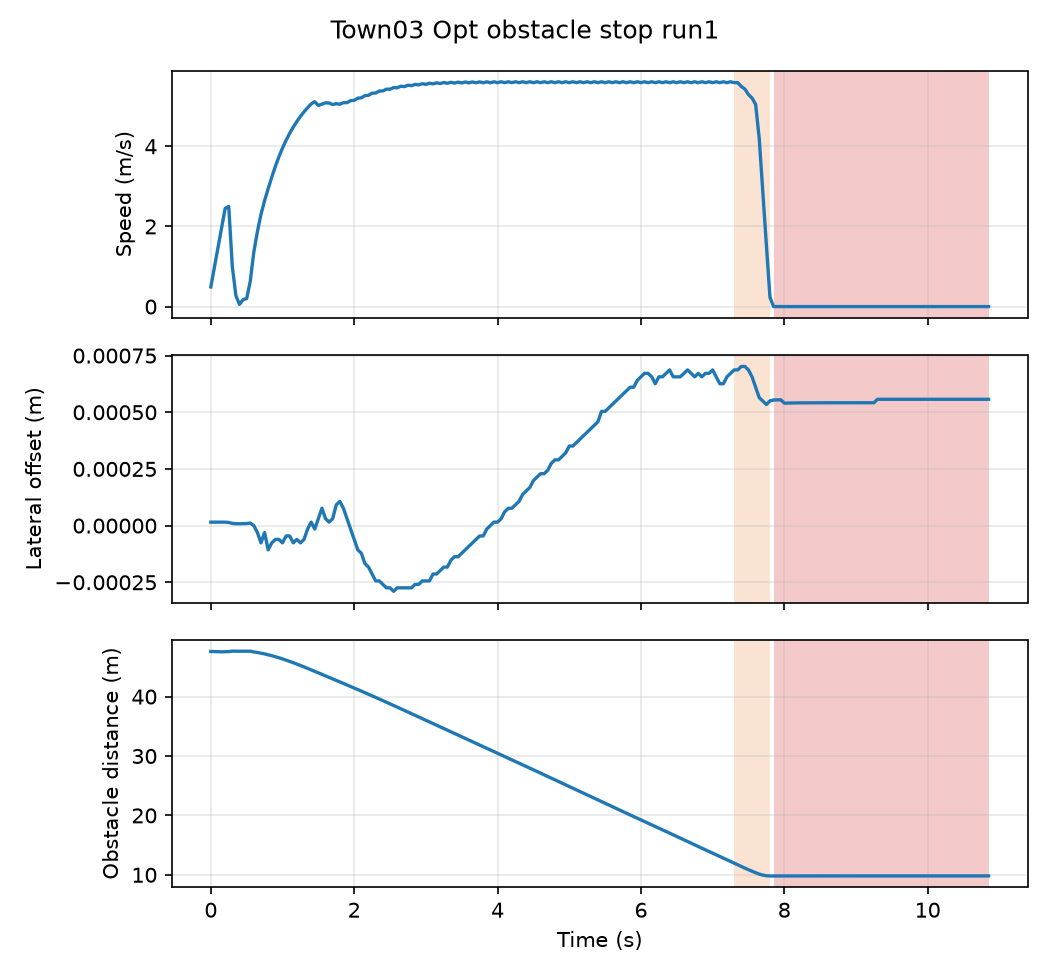 Town03 Opt obstacle stop run1
Speed (m/s)
4
2
0
Lateral offset (m)
0.00075
0.00050
0.00025
0.00000
−0.00025
Obstacle distance (m)
40
30
20
10
0 2 4 6 8 10
Time (s)